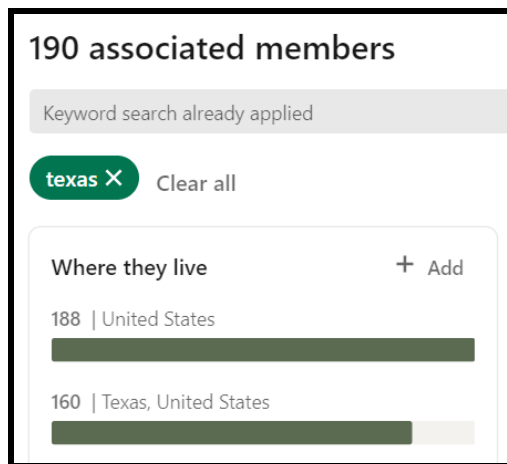 190 associated members
Keyword search already applied
texas ✕ Clear all
Where they live + Add
188 | United States
160 | Texas, United States